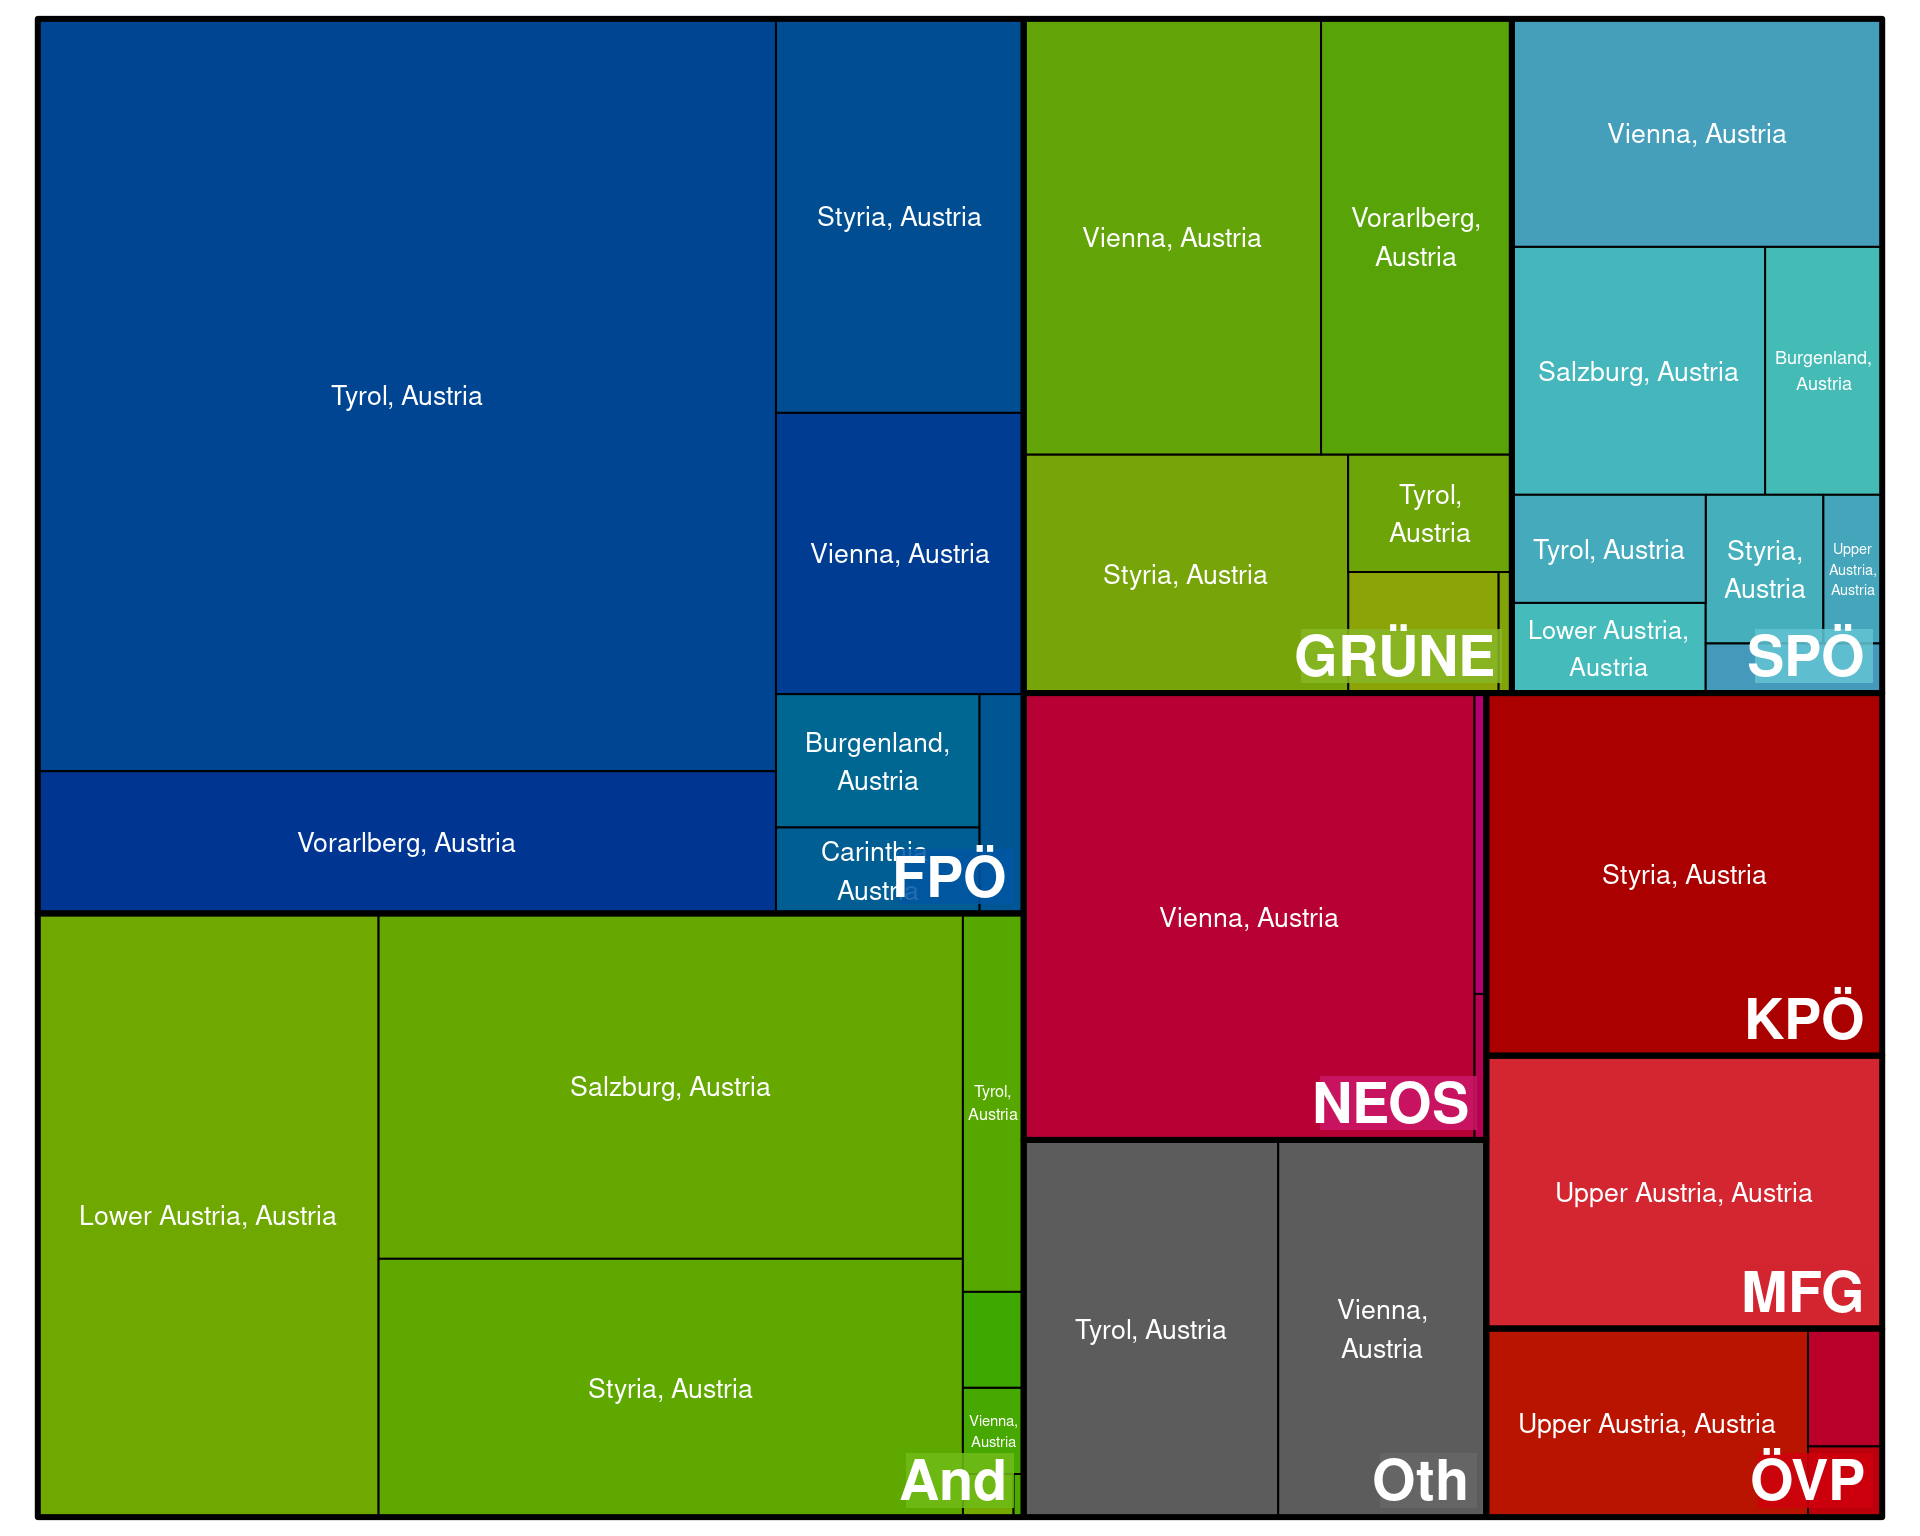 Tyrol, Austria
Styria, Austria
Vienna, Austria
Burgenland,
Austria
Carinthia,
Austria
Vorarlberg, Austria
FPÖ
Vienna, Austria
Vorarlberg,
Austria
Styria, Austria
Tyrol,
Austria
GRÜNE
Vienna, Austria
Salzburg, Austria
Burgenland,
Austria
Tyrol, Austria
Styria,
Austria
Upper
Austria,
Austria
Lower Austria,
Austria
SPÖ
Lower Austria, Austria
Salzburg, Austria
Styria, Austria
Tyrol,
Austria
Vienna,
Austria
And
Vienna, Austria
NEOS
Styria, Austria
KPÖ
Upper Austria, Austria
MFG
Tyrol, Austria
Vienna,
Austria
Oth
Upper Austria, Austria
ÖVP